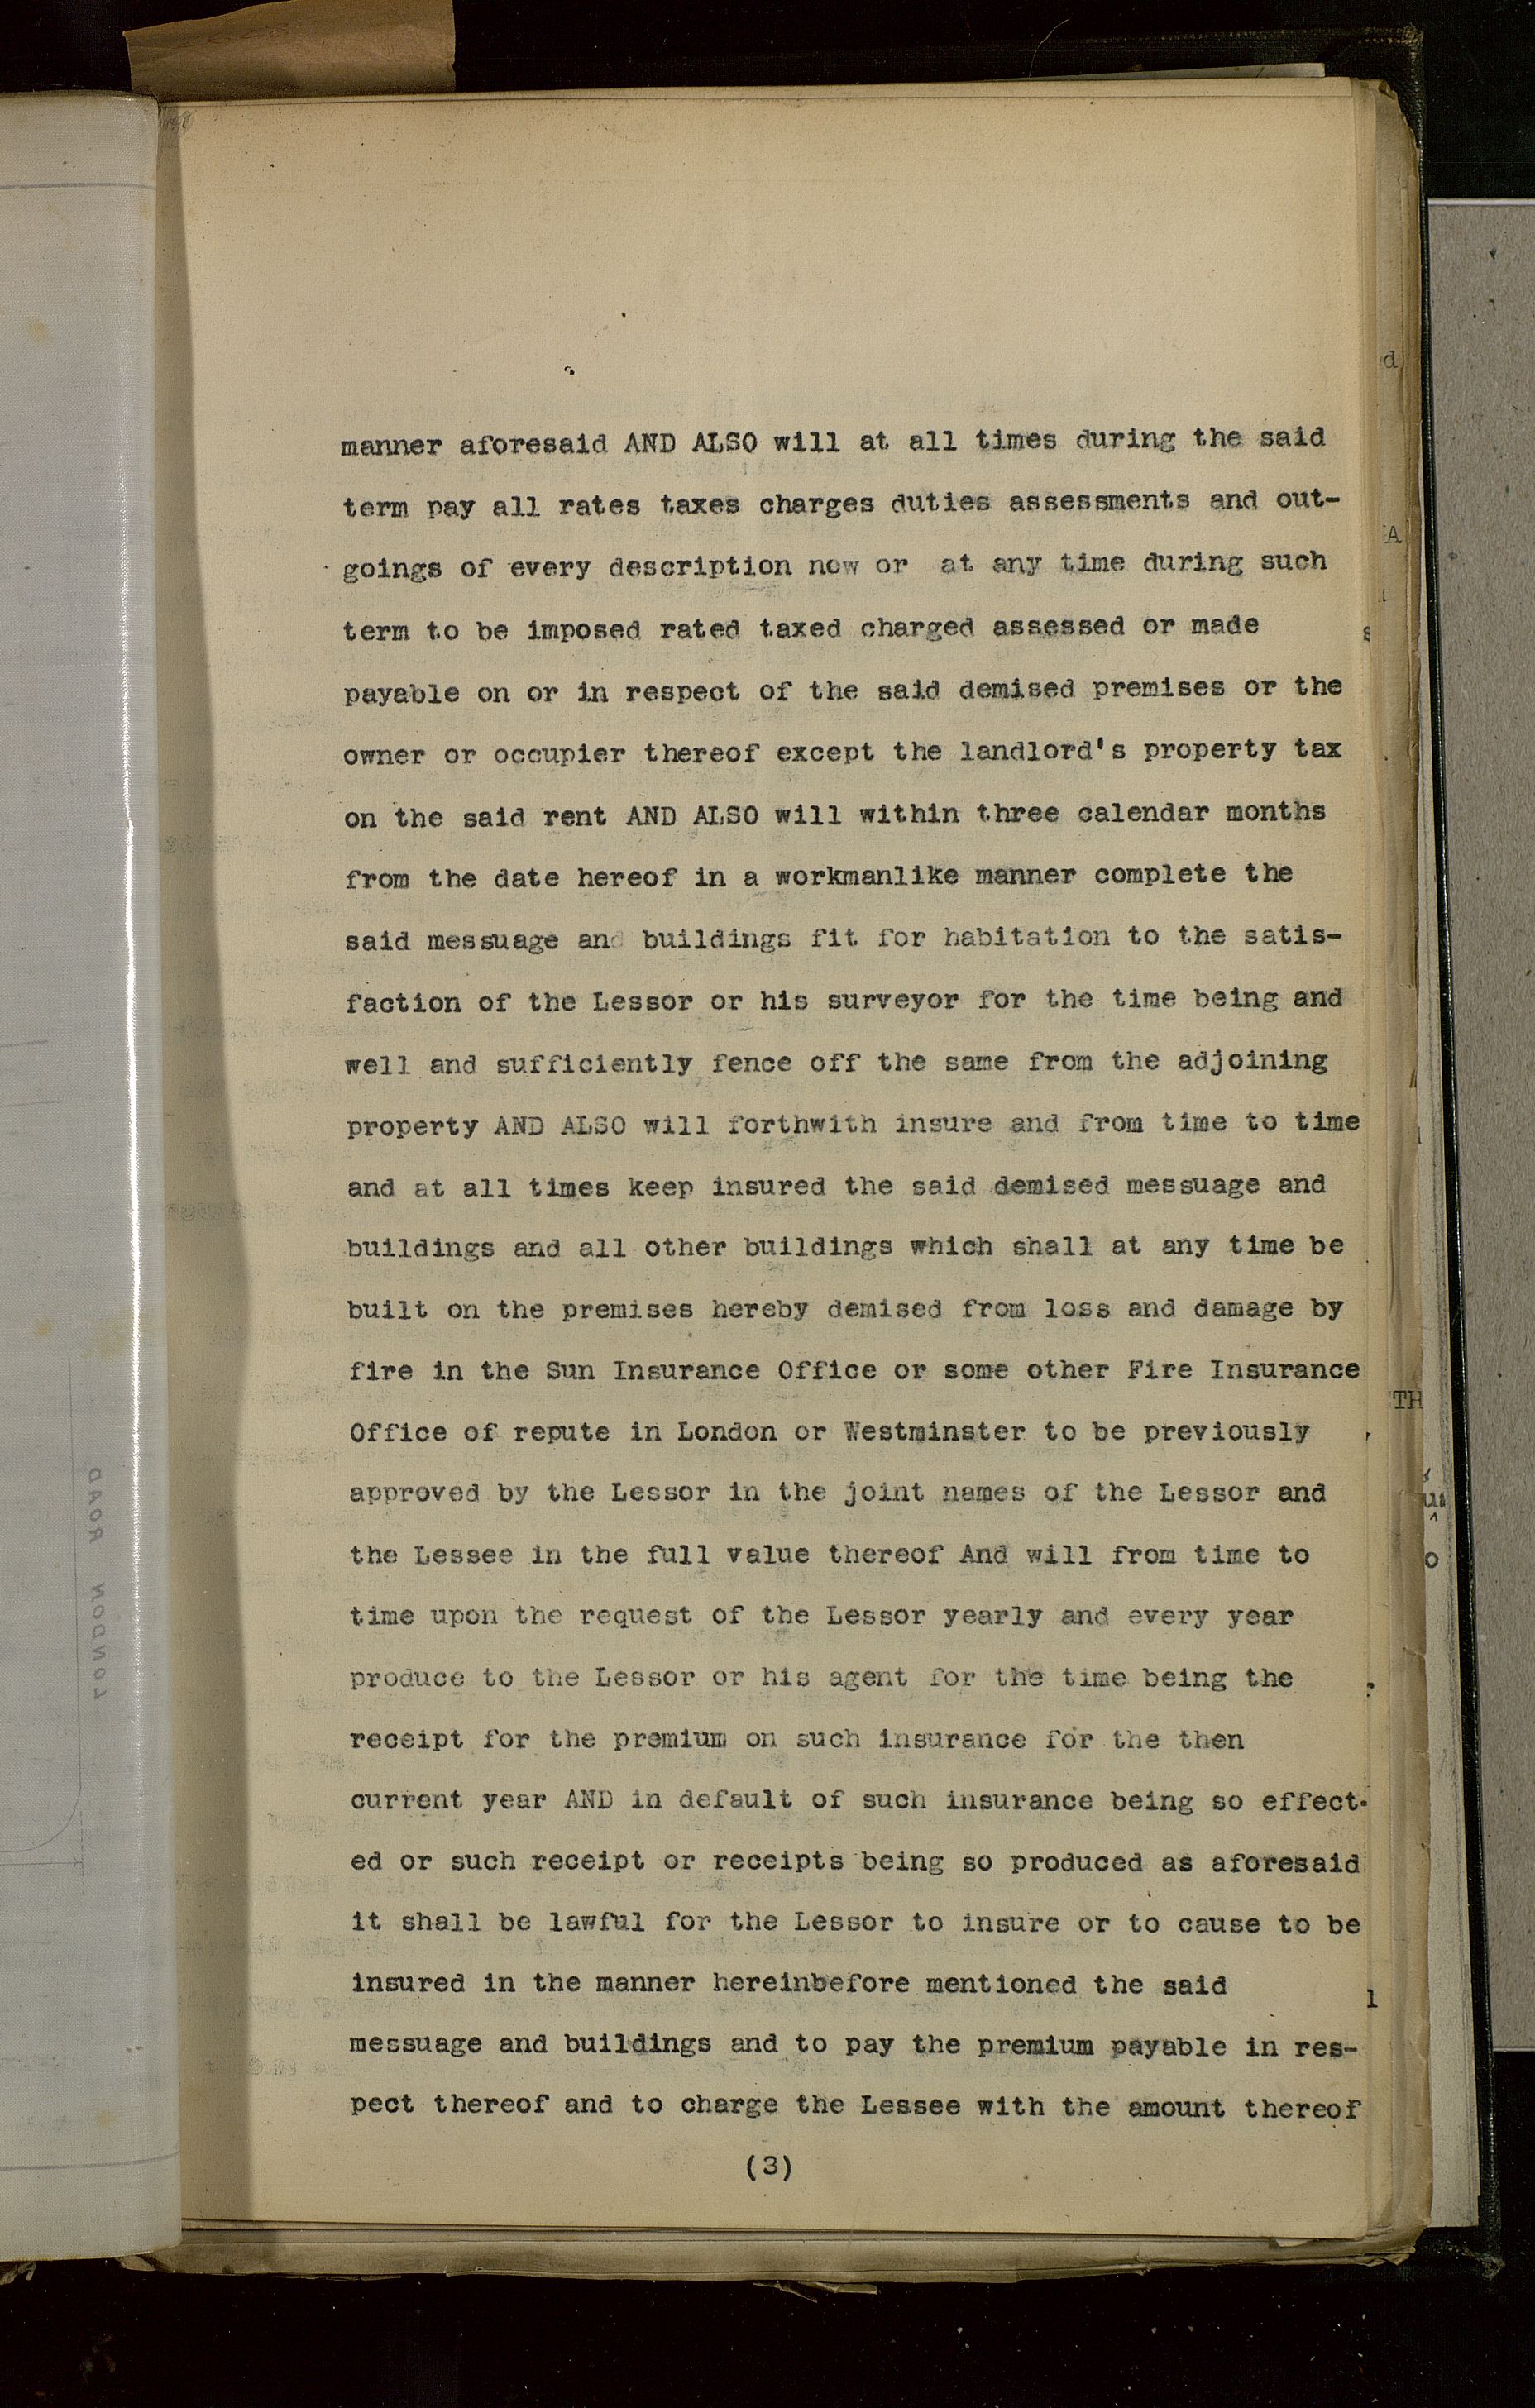 manner aforesaid AND ALSO will at all times during the said
term pay all rates taxes charges duties assessments and out-
goings of every description now or at any time during such
term to be imposed rated taxed charged assessed or made
payable on or in respect of the said demised premises or the
owner or occupier thereof except the landlord's property tax
on the said rent AND ALSO will within three calendar months
from the date hereof in a workmanlike manner complete the
said messuage and buildings fit for habitation to the satis-
faction of the Lessor or his surveyor for the time being and
well and sufficiently fence off the same from the adjoining
property AND ALSO will forthwith insure and from time to time
and at all times keep insured the said demised messuage and
buildings and all other buildings which shall at any time be
built on the premises hereby demised from loss and damage by
fire in the Sun Insurance Office or some other Fire Insurance
Office of repute in London or Westminster to be previously
approved by the Lessor in the joint names of the Lessor and
the Lessee in the full value thereof And will from time to
time upon the request of the Lessor yearly and every year
produce to the Lessor or his agent for the time being the
receipt for the premium on such insurance for the then
current year AND in default of such insurance being so effect-
ed or such receipt or receipts being so produced as aforesaid
it shall be lawful for the Lessor to insure or to cause to be
insured in the manner hereinbefore mentioned the said
messuage and buildings and to pay the premium payable in res-
pect thereof and to charge the Lessee with the amount thereof
(3)
LONDON ROAD